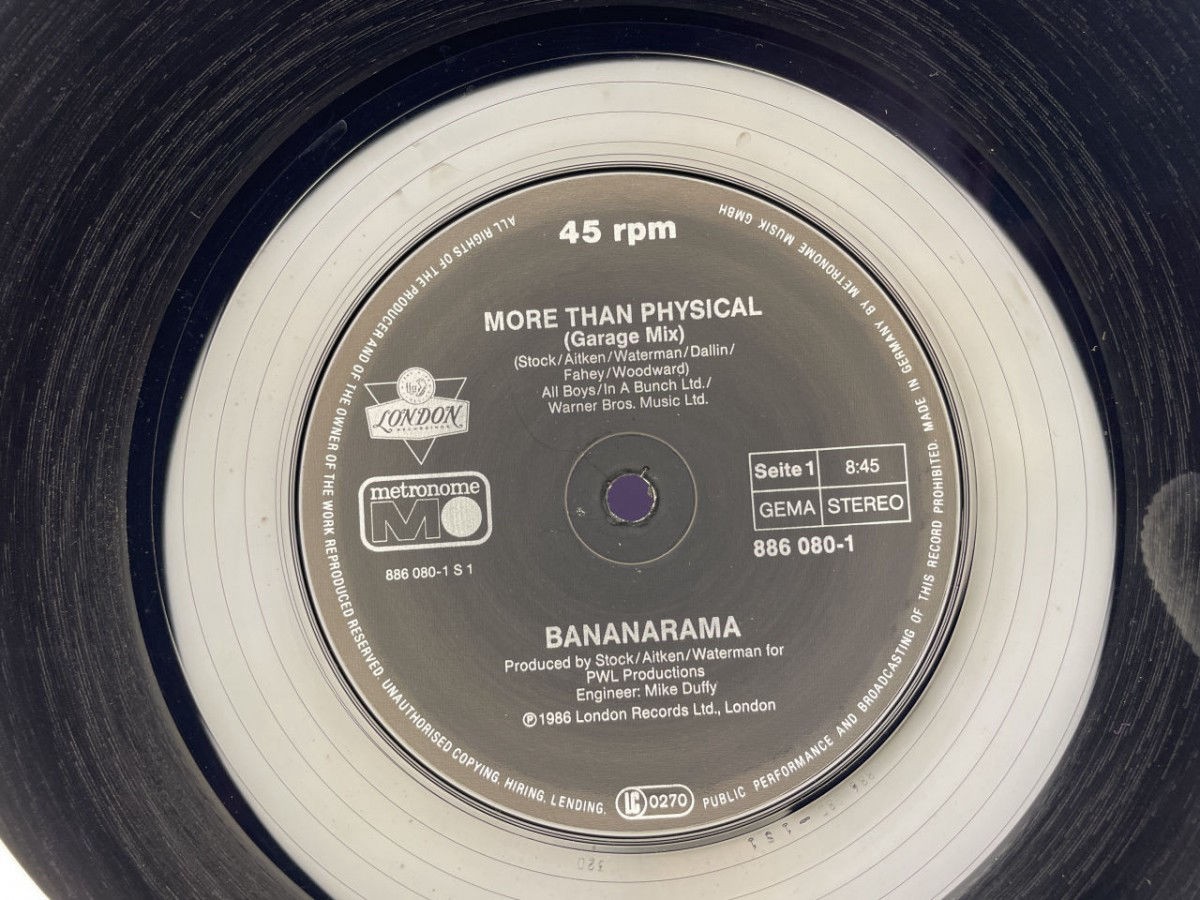 45 rpm
MORE THAN PHYSICAL
(Garage Mix)
(Stock/Aitken/Waterman/Dallin/
Fahey/Woodward)
All Boys/In A Bunch Ltd./
Warner Bros. Music Ltd.
LONDON
RECORDINGS
metronome
886 080-1 S 1
Seite 1
8:45
GEMA
STEREO
886 080-1
BANANARAMA
Produced by Stock/Aitken/Waterman for
PWL Productions
Engineer: Mike Duffy
℗1986 London Records Ltd., London
ALL RIGHTS OF THE PRODUCER AND OF THE OWNER OF THE WORK REPRODUCED RESERVED. UNAUTHORISED COPYING. HIRING. LENDING. LC 0270 PUBLIC PERFORMANCE AND BROADCASTING OF THIS RECORD PROHIBITED. MADE IN GERMANY BY METRONOME MUSIK GMBH
320